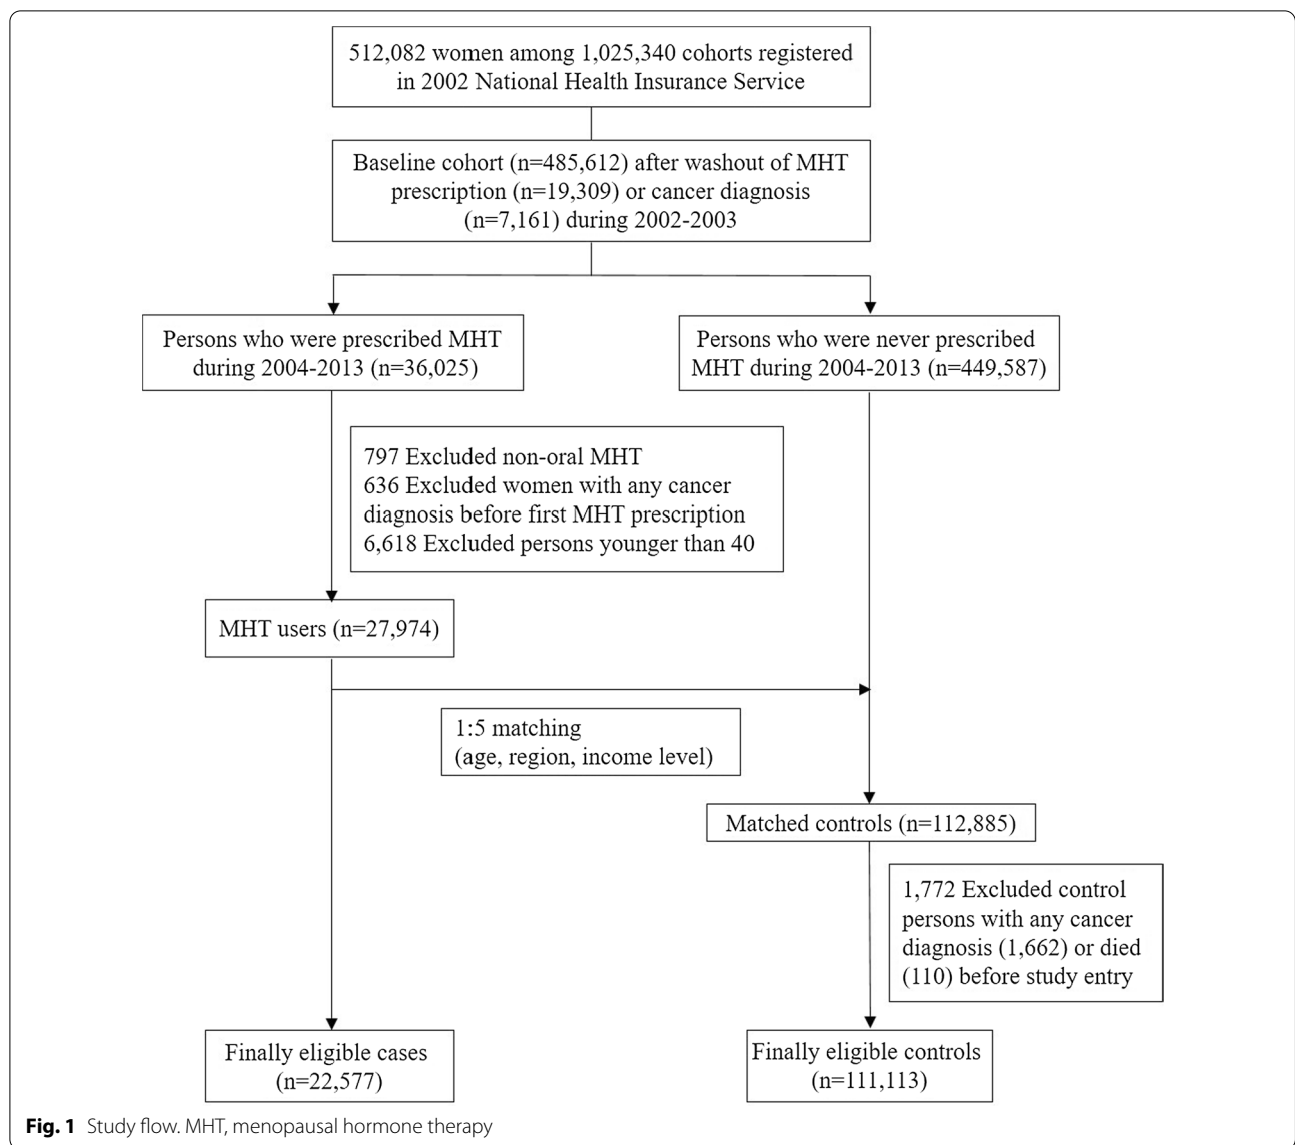 512,082 women among 1,025,340 cohorts registered
in 2002 National Health Insurance Service
Baseline cohort (n=485,612) after washout of MHT
prescription (n=19,309) or cancer diagnosis
(n=7,161) during 2002-2003
Persons who were prescribed MHT
during 2004-2013 (n=36,025)
Persons who were never prescribed
MHT during 2004-2013 (n=449,587)
797 Excluded non-oral MHT
636 Excluded women with any cancer
diagnosis before first MHT prescription
6,618 Excluded persons younger than 40
MHT users (n=27,974)
1:5 matching
(age, region, income level)
Matched controls (n=112,885)
1,772 Excluded control
persons with any cancer
diagnosis (1,662) or died
(110) before study entry
Finally eligible cases
(n=22,577)
Finally eligible controls
(n=111,113)
Fig. 1 Study flow. MHT, menopausal hormone therapy